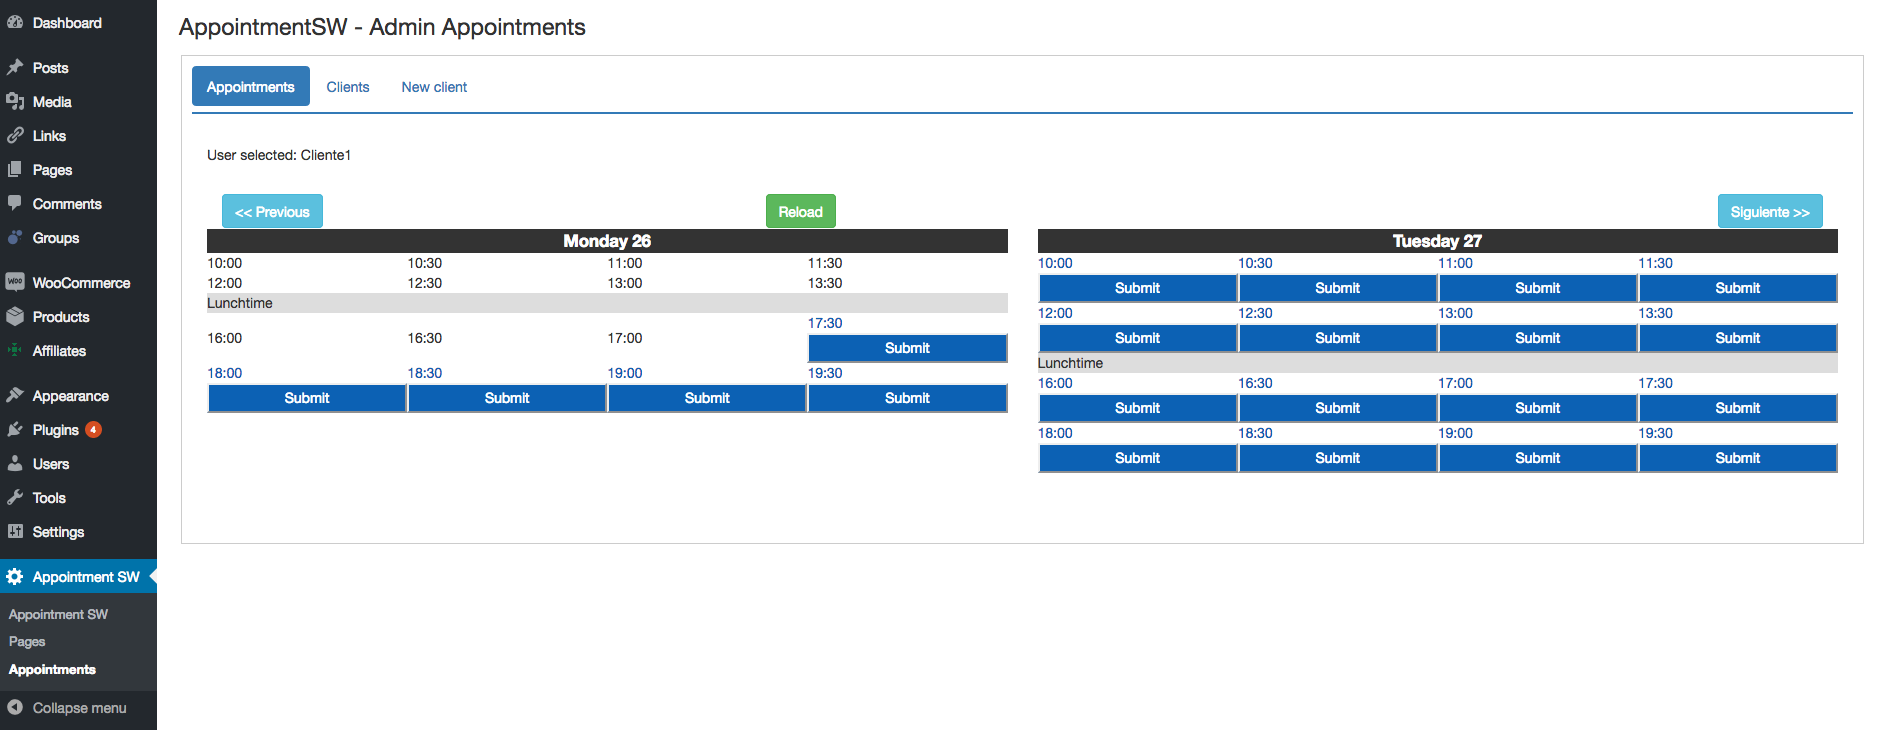 Dashboard
Posts
Media
Links
Pages
Comments
Groups
WOO WooCommerce
Products
Affiliates
Appearance
Plugins 4
Users
Tools
Settings
Appointment SW
Appointment SW
Pages
Appointments
Collapse menu
AppointmentSW - Admin Appointments
Appointments Clients New client
User selected: Cliente1
<< Previous Reload Siguiente >>
Monday 26
10:00 10:30 11:00 11:30
12:00 12:30 13:00 13:30
Lunchtime
16:00 16:30 17:00 17:30
Submit
18:00 18:30 19:00 19:30
Submit Submit Submit Submit
Tuesday 27
10:00 10:30 11:00 11:30
Submit Submit Submit Submit
12:00 12:30 13:00 13:30
Submit Submit Submit Submit
Lunchtime
16:00 16:30 17:00 17:30
Submit Submit Submit Submit
18:00 18:30 19:00 19:30
Submit Submit Submit Submit